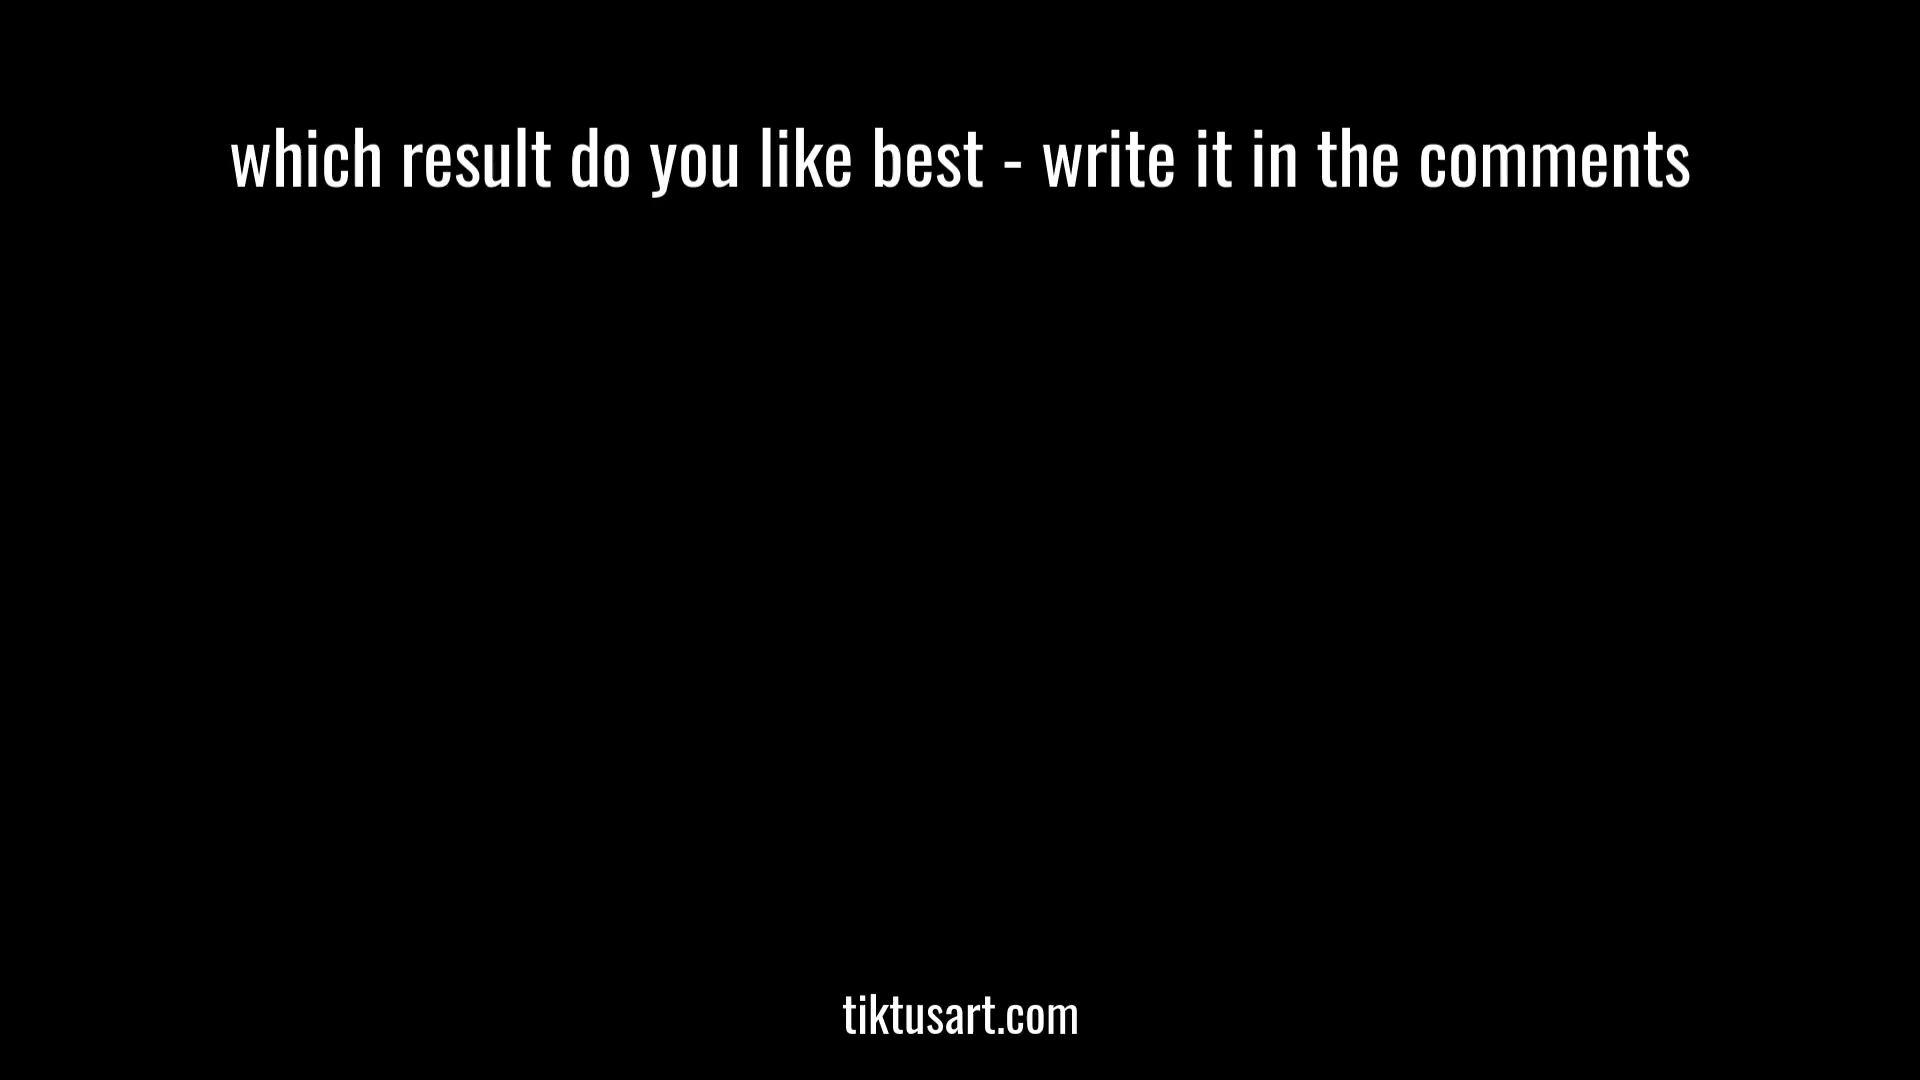 which result do you like best - write it in the comments
tiktusart.com